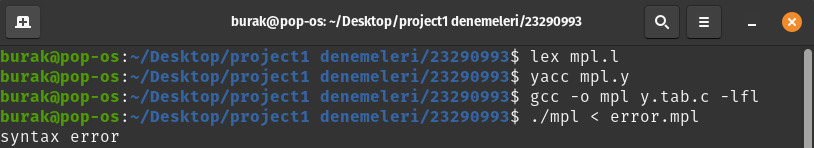 burak@pop-os: ~/Desktop/project1 denemeleri/23290993
burak@pop-os:~/Desktop/project1 denemeleri/23290993$ lex mpl.l
burak@pop-os:~/Desktop/project1 denemeleri/23290993$ yacc mpl.y
burak@pop-os:~/Desktop/project1 denemeleri/23290993$ gcc -o mpl y.tab.c -lfl
burak@pop-os:~/Desktop/project1 denemeleri/23290993$ ./mpl < error.mpl
syntax error